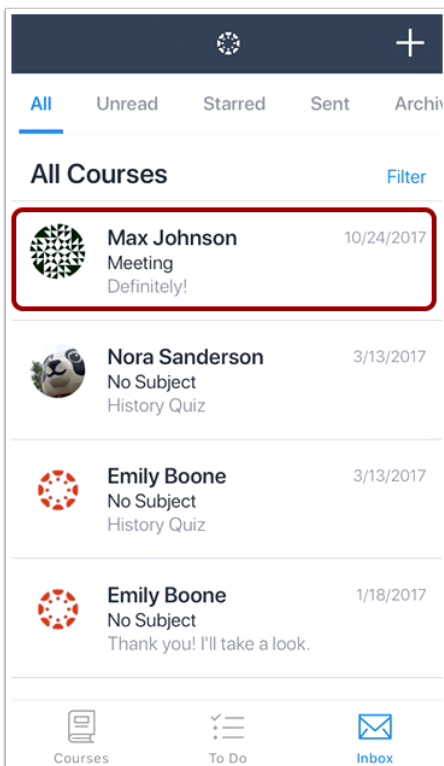 All Unread Starred Sent Archiv
All Courses Filter
Max Johnson 10/24/2017
Meeting
Definitely!
Nora Sanderson 3/13/2017
No Subject
History Quiz
Emily Boone 3/13/2017
No Subject
History Quiz
Emily Boone 1/18/2017
No Subject
Thank you! I'll take a look.
Courses To Do Inbox